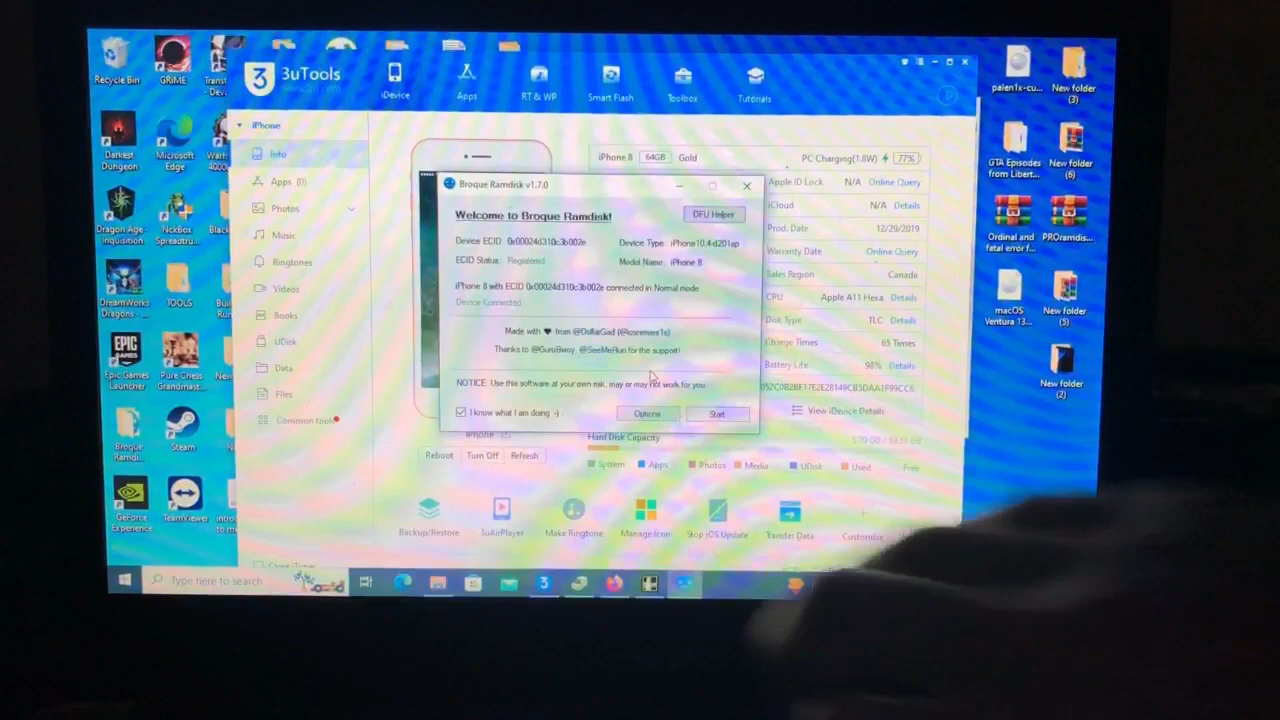 Recycle Bin
GRIME
3uTools
iDevice
Apps
RT & WP
Smart Flash
Toolbox
Tutorials
New folder (3)
Darkest Dungeon
Microsoft Edge
iPhone
Info
Apps (0)
Photos
Music
Ringtones
Videos
Books
UDisk
Data
Files
Common tools
iPhone 8 64GB Gold
PC Charging(1.8W) 77%
Apple ID Lock N/A Online Query
iCloud N/A Details
Prod. Date 12/29/2019
Warranty Date Online Query
Sales Region Canada
CPU Apple A11 Hexa Details
Disk Type TLC Details
Charge Times 65 Times
Battery Life 98% Details
View iDevice Details
Broque Ramdisk v1.7.0
Welcome to Broque Ramdisk!
DFU Helper
Device ECID: 0x00024d310c3b002e Device Type: iPhone10,4-d201ap
ECID Status: Registered Model Name: iPhone 8
iPhone 8 with ECID 0x00024d310c3b002e connected in Normal mode
Device Connected
Made with ♥ from @DollarGad (@iosnemes1s)
Thanks to @GuruBwoy, @SeeMeRun for the support!
NOTICE: Use this software at your own risk, may or may not work for you.
I know what I am doing :-)
Options
Start
Reboot Turn Off Refresh
Hard Disk Capacity
System Apps Photos Media UDisk Used Free
Backup/Restore
3uAirPlayer
Make Ringtone
Manage Icon
Stop iOS Update
Transfer Data
Customize
GTA Episodes from Libert...
New folder (6)
Dragon Age - Inquisition
NckBox Spreadtru...
Ordinal and fatal error f...
PROramdis...
DreamWorks Dragons - ...
TOOLS
macOS Ventura 13...
New folder (5)
Epic Games Launcher
Pure Chess Grandmast...
New folder (2)
Broque Ramdi...
Steam
GeForce Experience
TeamViewer
Type here to search